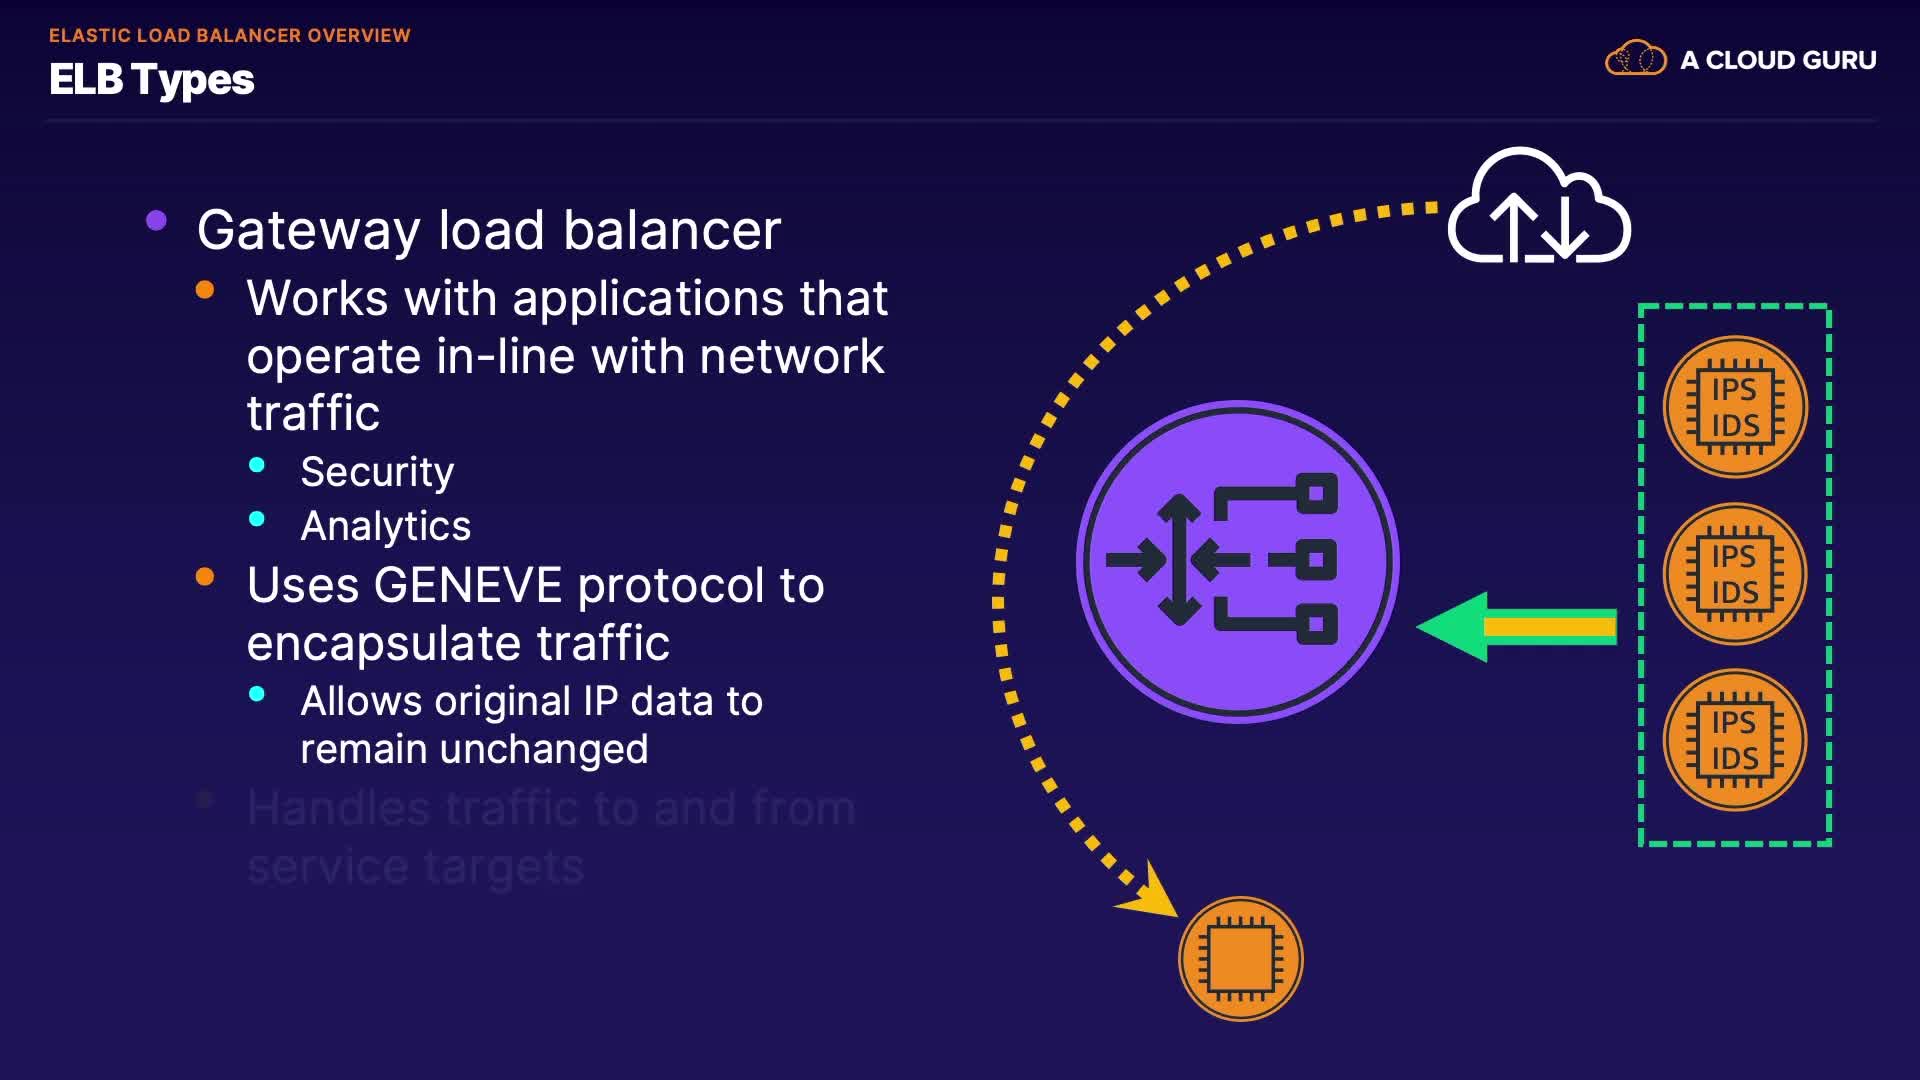 ELASTIC LOAD BALANCER OVERVIEW
ELB Types
A CLOUD GURU
Gateway load balancer
Works with applications that
operate in-line with network
traffic
Security
Analytics
Uses GENEVE protocol to
encapsulate traffic
Allows original IP data to
remain unchanged
Handles traffic to and from
service targets
IPS
IDS
IPS
IDS
IPS
IDS